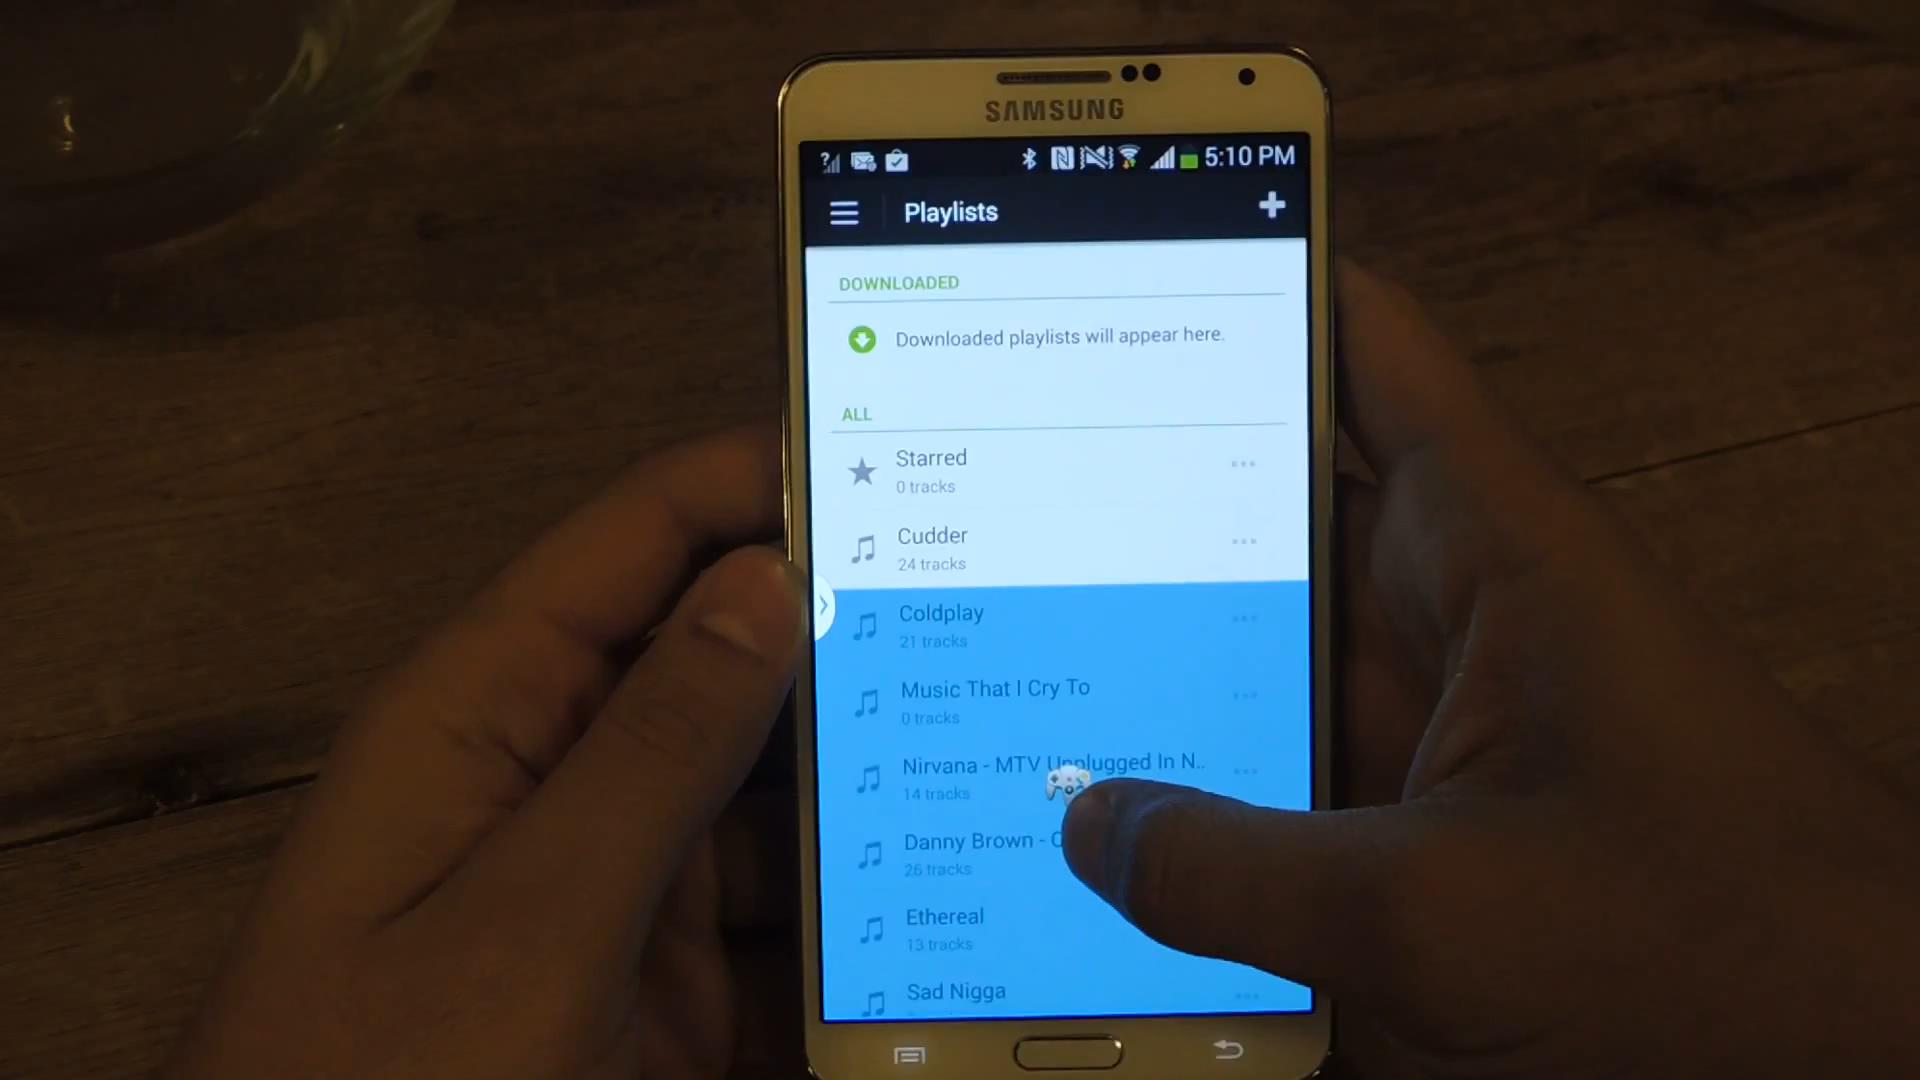 SAMSUNG
5:10 PM
Playlists
DOWNLOADED
Downloaded playlists will appear here.
ALL
Starred
0 tracks
Cudder
24 tracks
Coldplay
21 tracks
Music That I Cry To
0 tracks
Nirvana - MTV Unplugged In N..
14 tracks
Danny Brown -
26 tracks
Ethereal
13 tracks
Sad Nigga